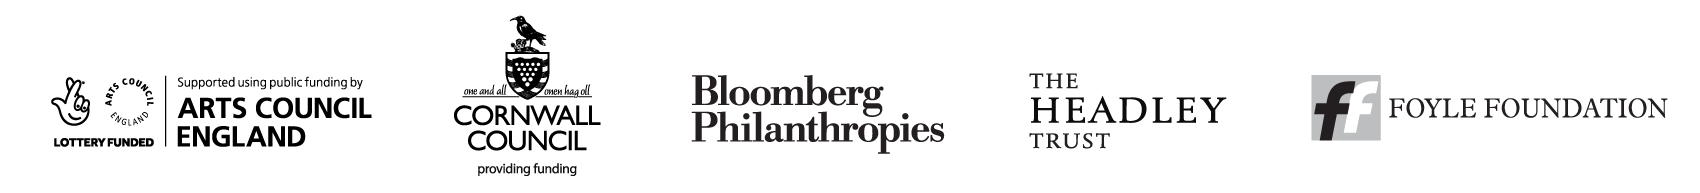 ARTS COUNCIL ENGLAND
LOTTERY FUNDED
Supported using public funding by
ARTS COUNCIL
ENGLAND
one and all onen hag oll
CORNWALL
COUNCIL
providing funding
Bloomberg
Philanthropies
THE
HEADLEY
TRUST
ff FOYLE FOUNDATION